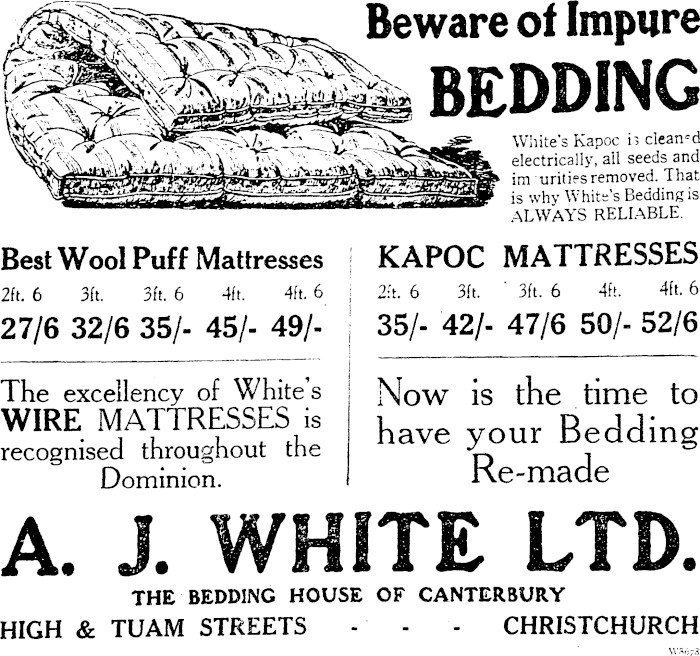 Beware of Impure
BEDDING
White's Kapoc is cleaned
electrically, all seeds and
im urities removed. That
is why White's Bedding is
ALWAYS RELIABLE.
Best Wool Puff Mattresses
2ft. 6 3ft. 3ft. 6 4ft. 4ft. 6
27/6 32/6 35/- 45/- 49/-
The excellency of White's
WIRE MATTRESSES is
recognised throughout the
Dominion.
KAPOC MATTRESSES
2ft. 6 3ft. 3ft. 6 4ft. 4ft. 6
35/- 42/- 47/6 50/- 52/6
Now is the time to
have your Bedding
Re-made
A. J. WHITE LTD.
THE BEDDING HOUSE OF CANTERBURY
HIGH & TUAM STREETS - - - CHRISTCHURCH